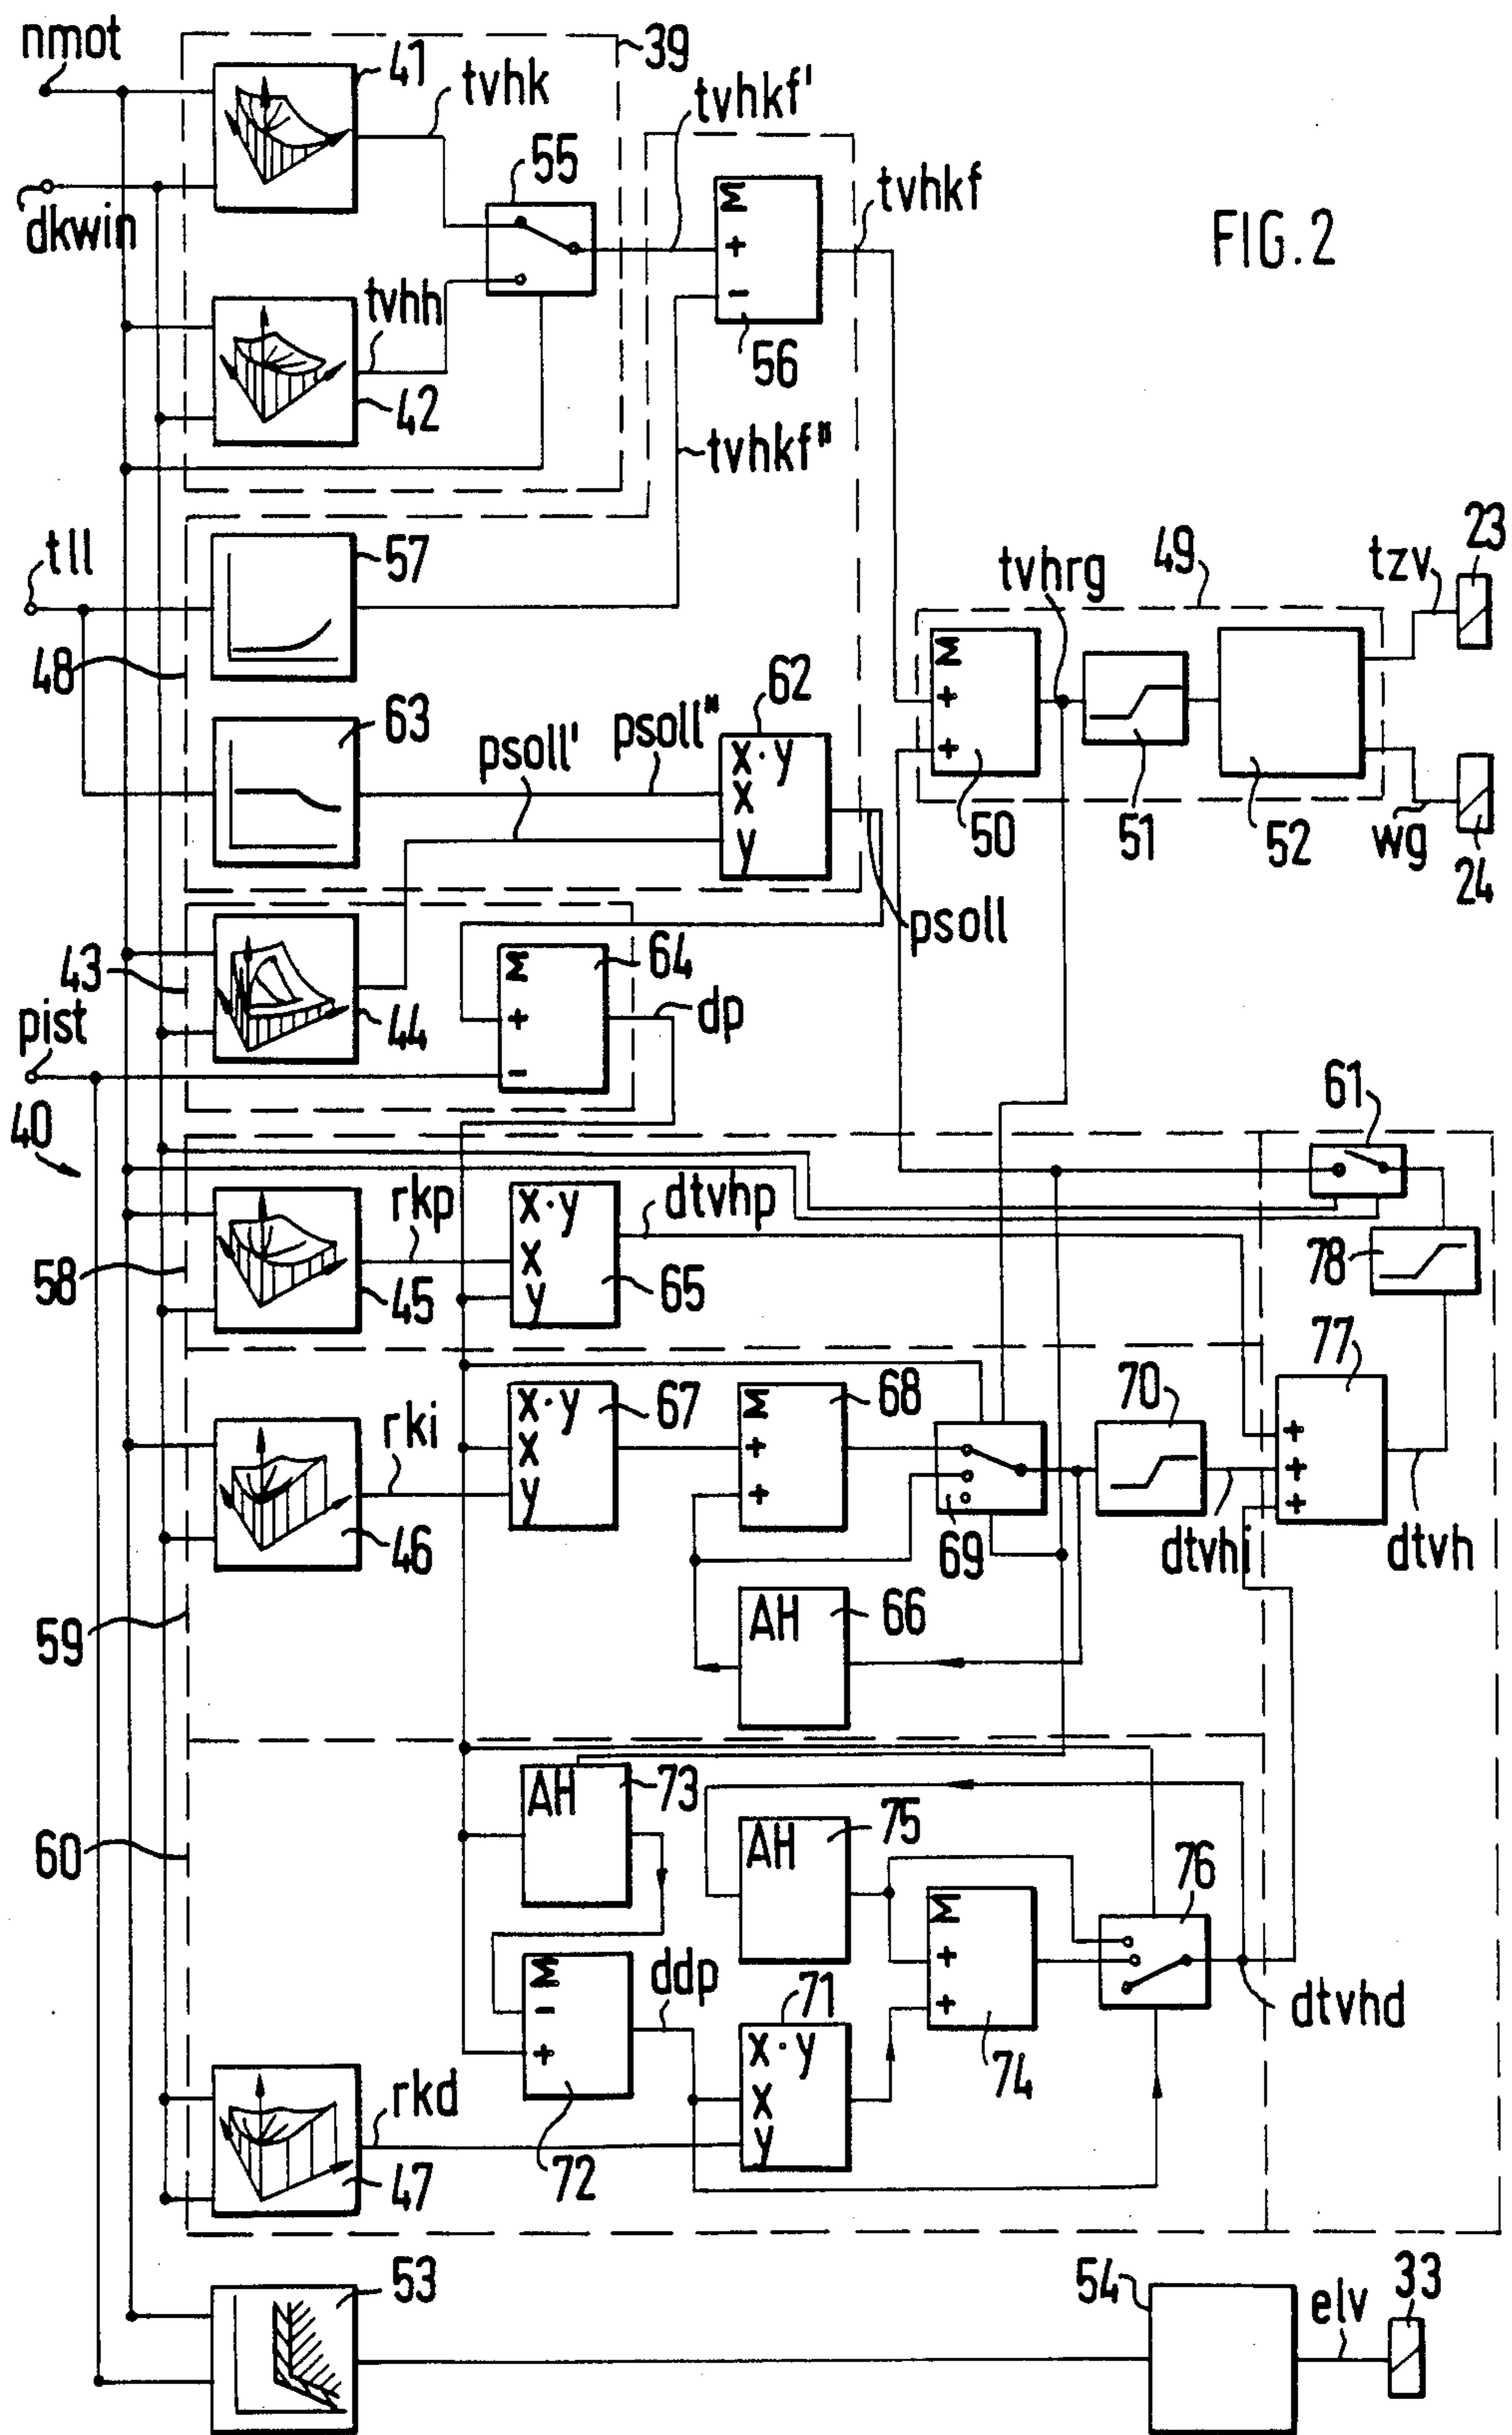 nmot
39
41
tvhk
tvhkf'
55
M
+
-
tvhkf
dkwin
FIG.2
tvhh
42
56
tvhkf"
tll
57
48
tvhrg
49
tzv
23
M
+
+
50
51
52
wg
24
63
psoll'
psoll"
62
x·y
x
y
psoll
43
44
M
+
-
64
dp
pist
40
61
58
rkp
45
x·y
x
y
65
dtvhp
78
77
+
+
+
dtvh
rki
46
x·y
x
y
67
M
+
+
68
69
70
dtvhi
59
AH
66
60
AH
73
AH
75
76
M
-
+
72
ddp
71
x·y
x
y
M
+
+
74
dtvhd
rkd
47
53
54
elv
33